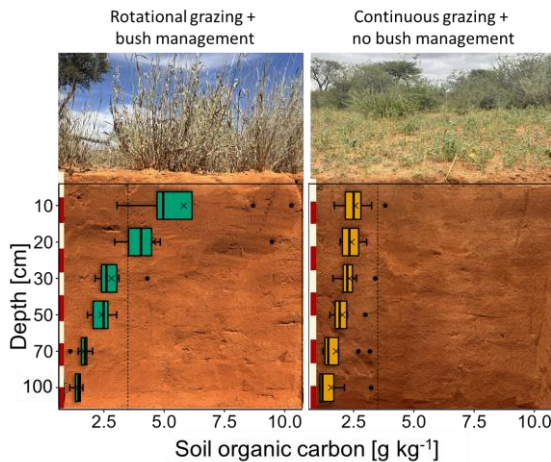 Rotational grazing +
bush management
Continuous grazing +
no bush management
Depth [cm]
10
20
30
50
70
100
2.5 5.0 7.5 10.0
2.5 5.0 7.5 10.0
Soil organic carbon [g kg⁻¹]